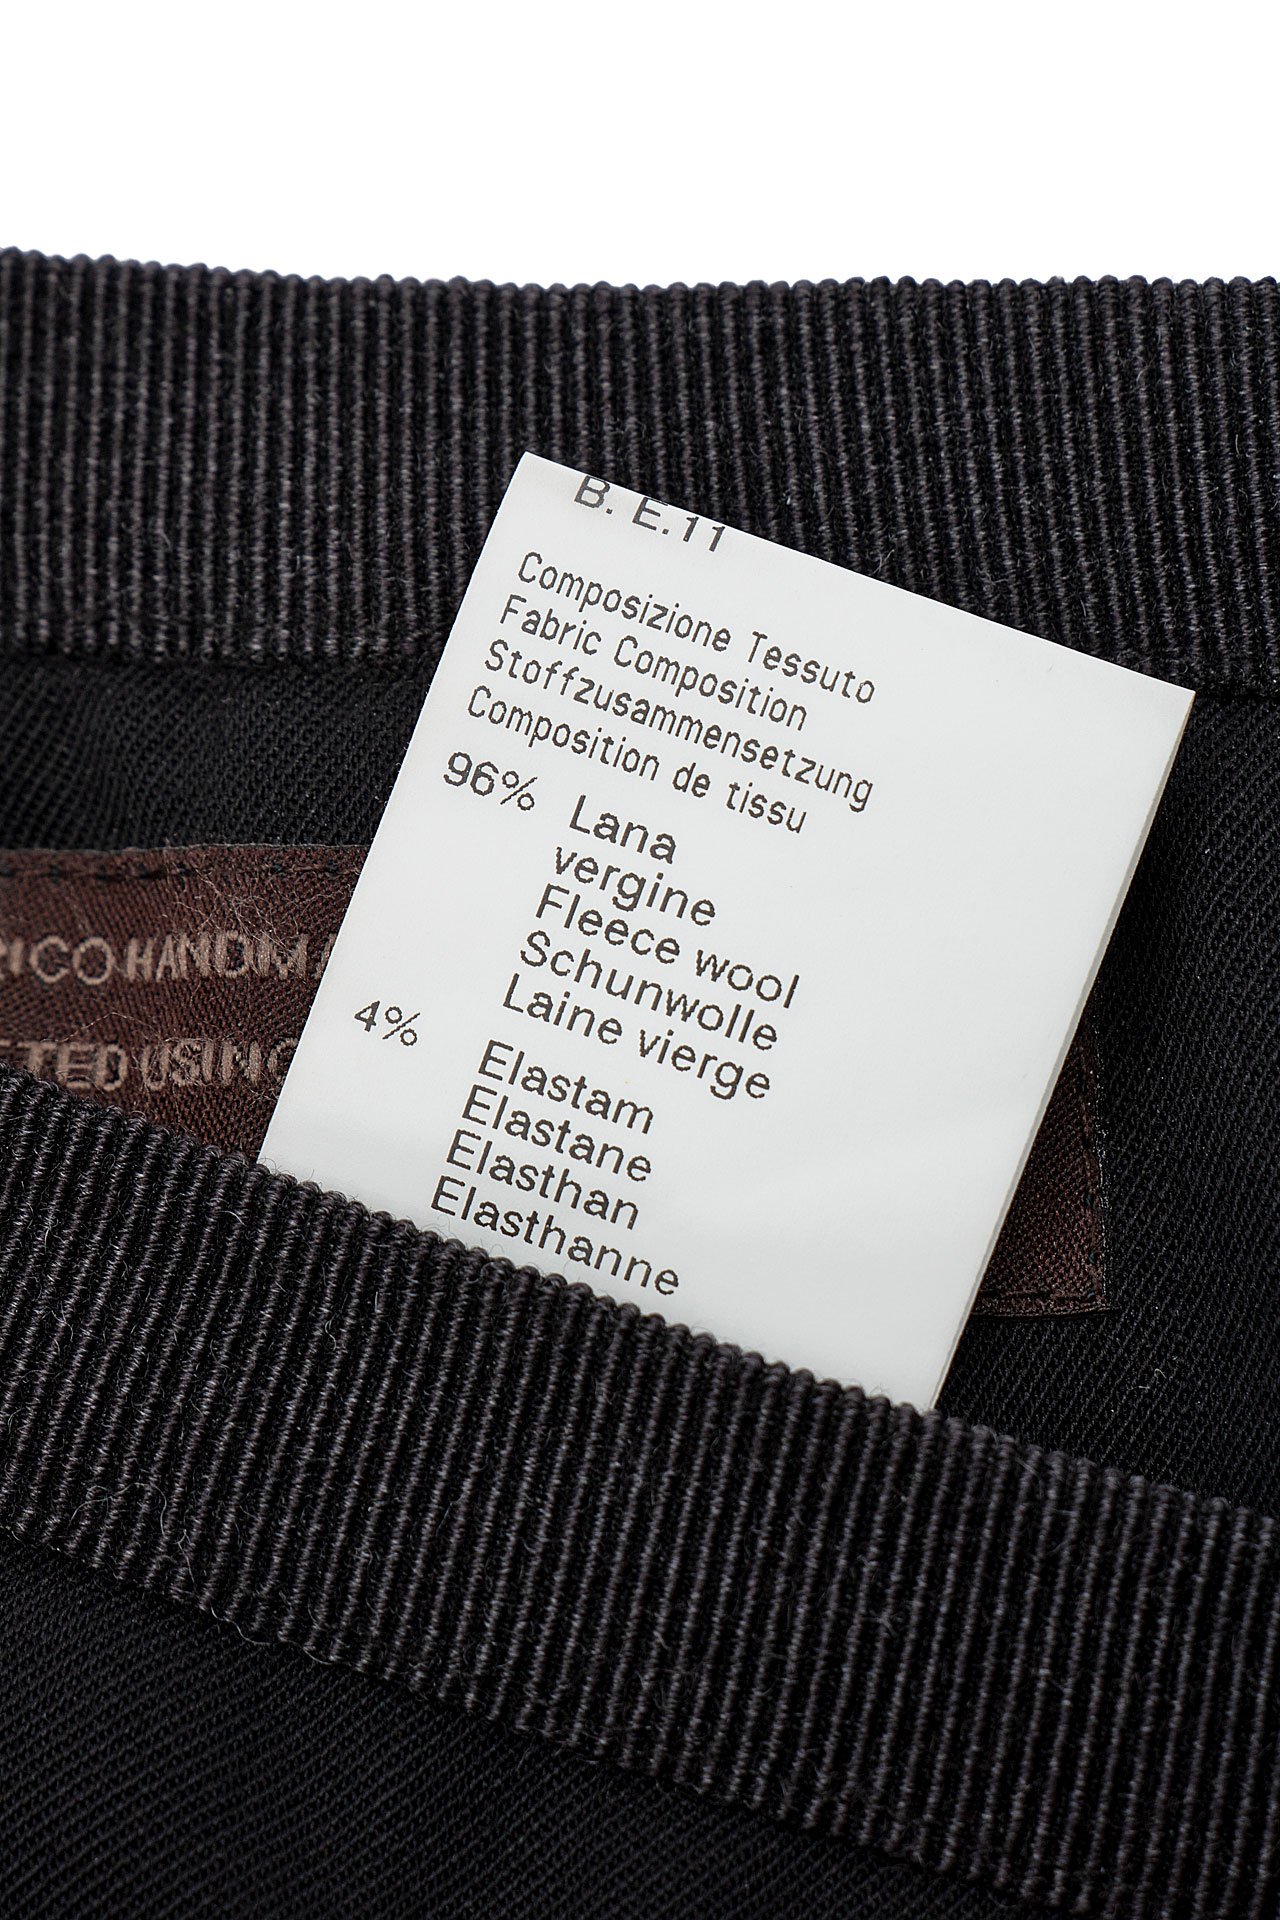 B. E.11
Composizione Tessuto
Fabric Composition
Stoffzusammensetzung
Composition de tissu
96% Lana
vergine
Fleece wool
Schunwolle
Laine vierge
4% Elastam
Elastane
Elasthan
Elasthanne
USING